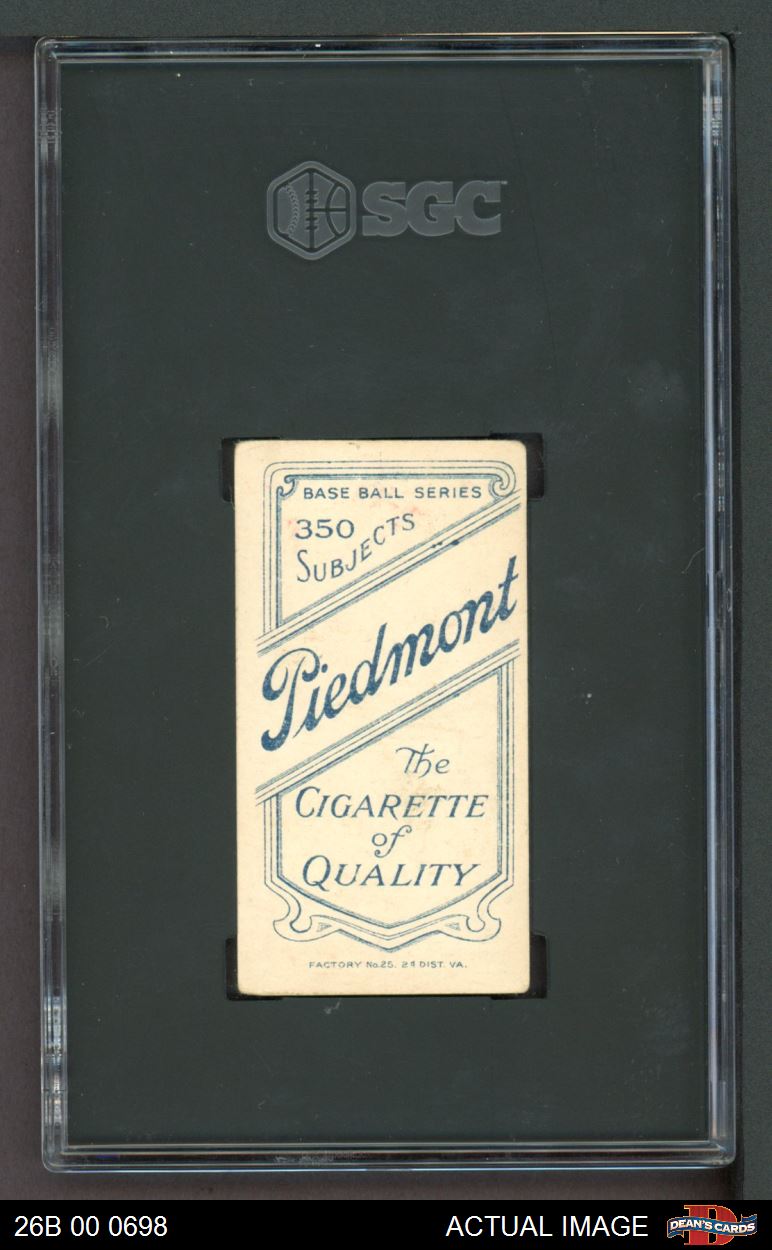 SGC
BASE BALL SERIES
350
SUBJECTS
Piedmont
The
CIGARETTE
of
QUALITY
FACTORY No. 25. 2d DIST. VA.
26B 00 0698
ACTUAL IMAGE
DEAN'S CARDS